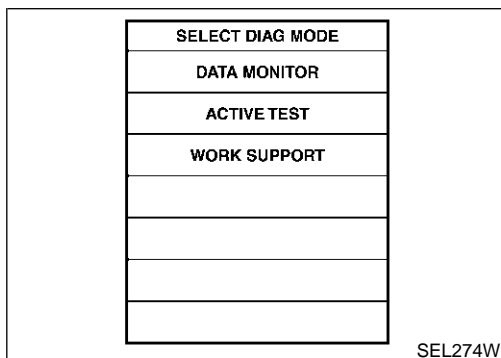 SELECT DIAG MODE
DATA MONITOR
ACTIVE TEST
WORK SUPPORT
SEL274W